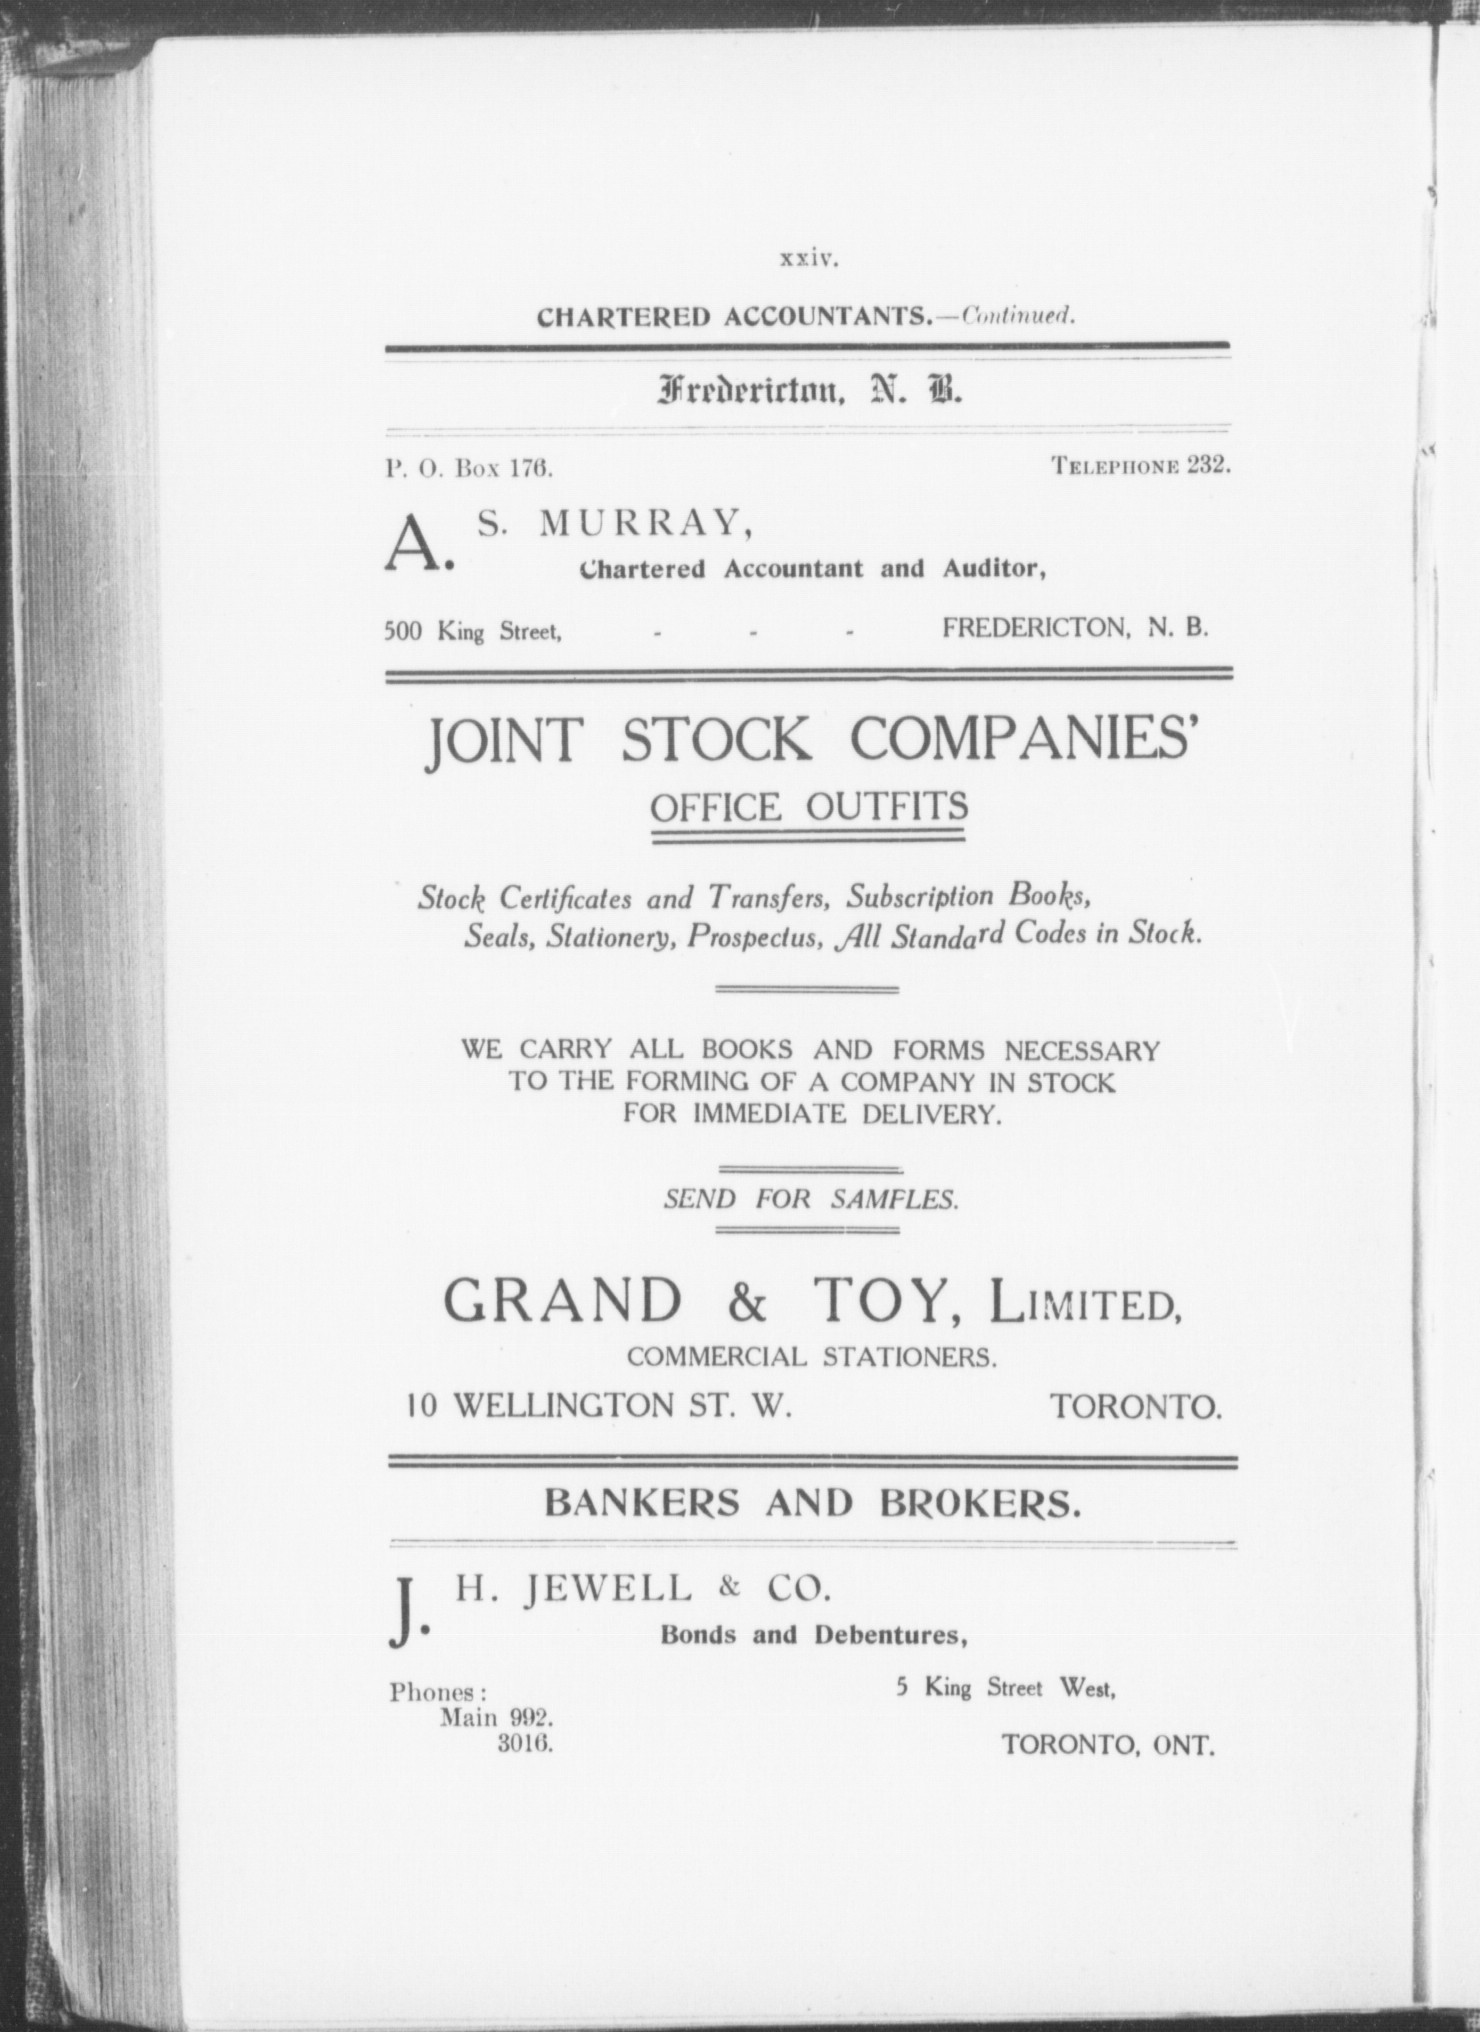 xxiv.
CHARTERED ACCOUNTANTS.—Continued.
Fredericton, N. B.
P. O. Box 176. TELEPHONE 232.
A. S. MURRAY,
Chartered Accountant and Auditor,
500 King Street, - - - FREDERICTON, N. B.
JOINT STOCK COMPANIES'
OFFICE OUTFITS
Stock Certificates and Transfers, Subscription Books,
Seals, Stationery, Prospectus, All Standard Codes in Stock.
WE CARRY ALL BOOKS AND FORMS NECESSARY
TO THE FORMING OF A COMPANY IN STOCK
FOR IMMEDIATE DELIVERY.
SEND FOR SAMPLES.
GRAND & TOY, LIMITED,
COMMERCIAL STATIONERS.
10 WELLINGTON ST. W. TORONTO.
BANKERS AND BROKERS.
J. H. JEWELL & CO.
Bonds and Debentures,
Phones: 5 King Street West,
Main 992.
3016. TORONTO, ONT.